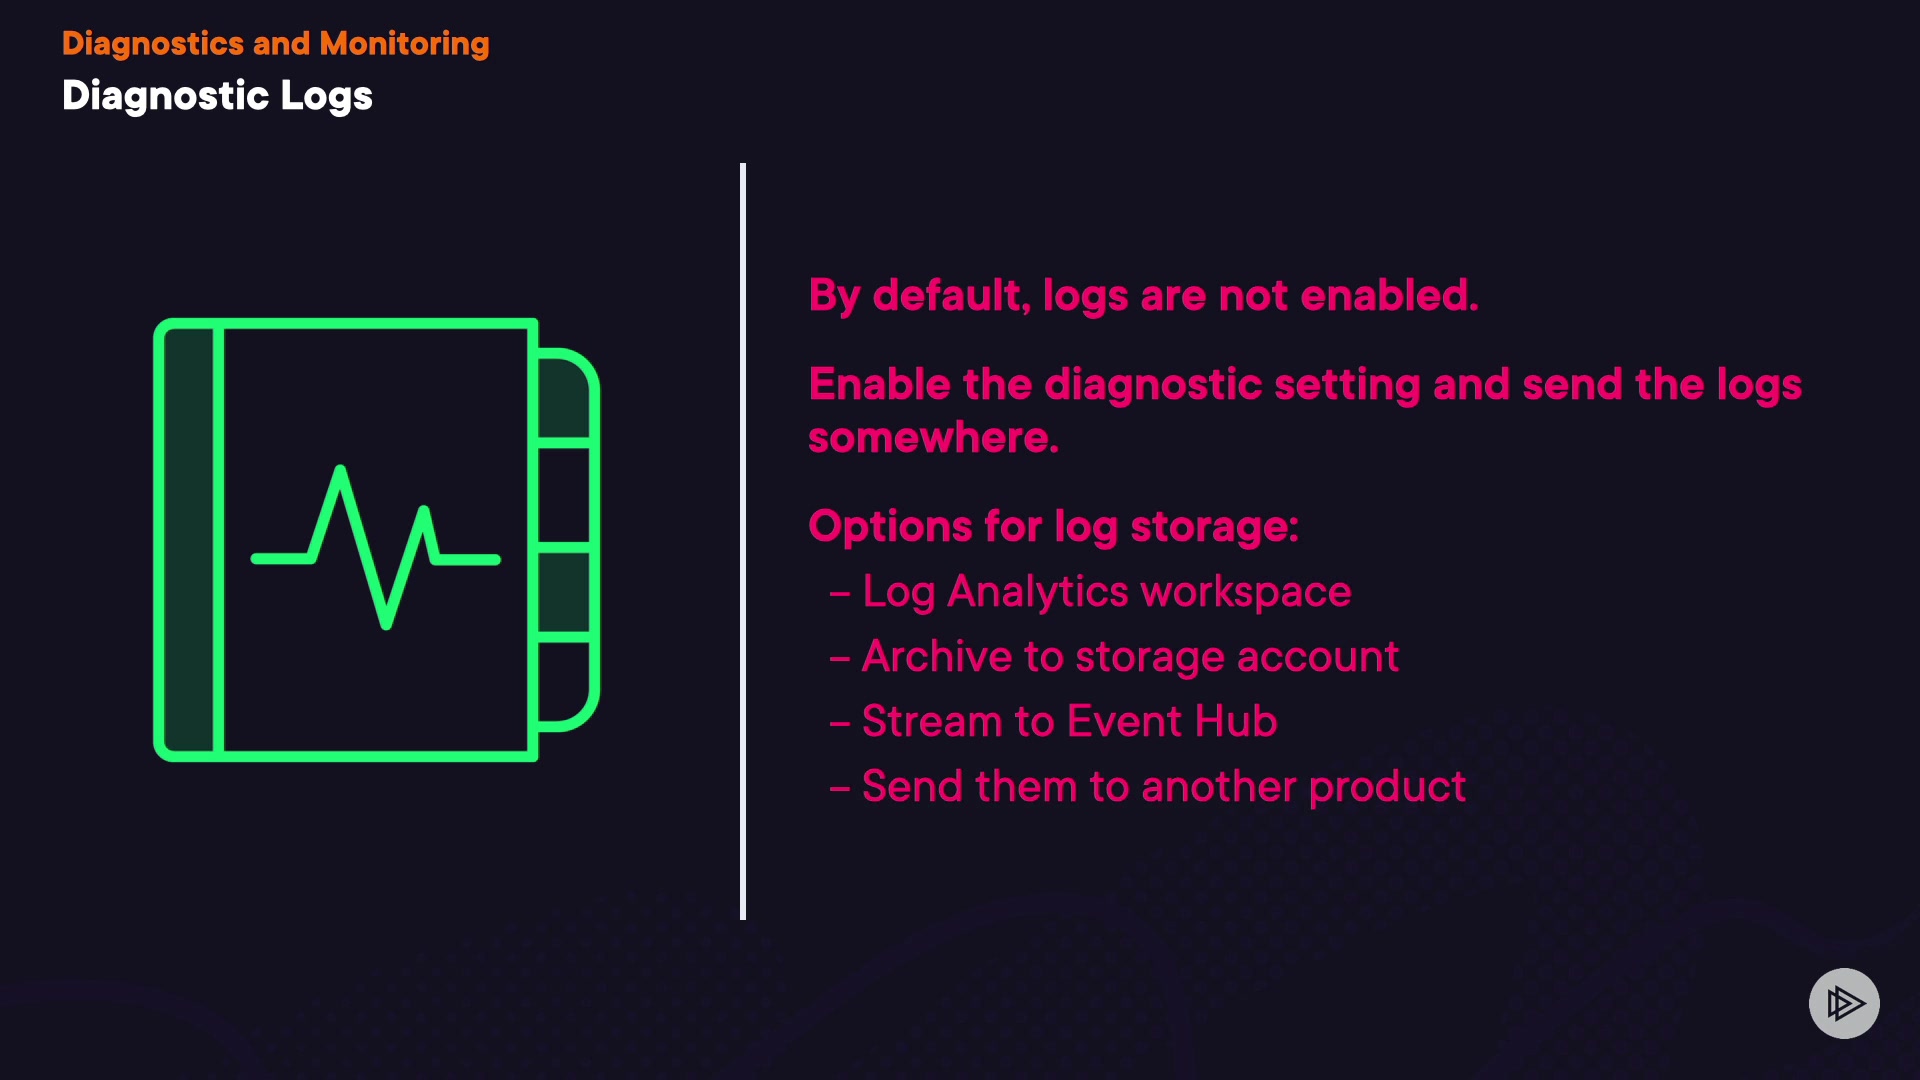 Diagnostics and Monitoring
Diagnostic Logs
By default, logs are not enabled.
Enable the diagnostic setting and send the logs
somewhere.
Options for log storage:
– Log Analytics workspace
– Archive to storage account
– Stream to Event Hub
– Send them to another product